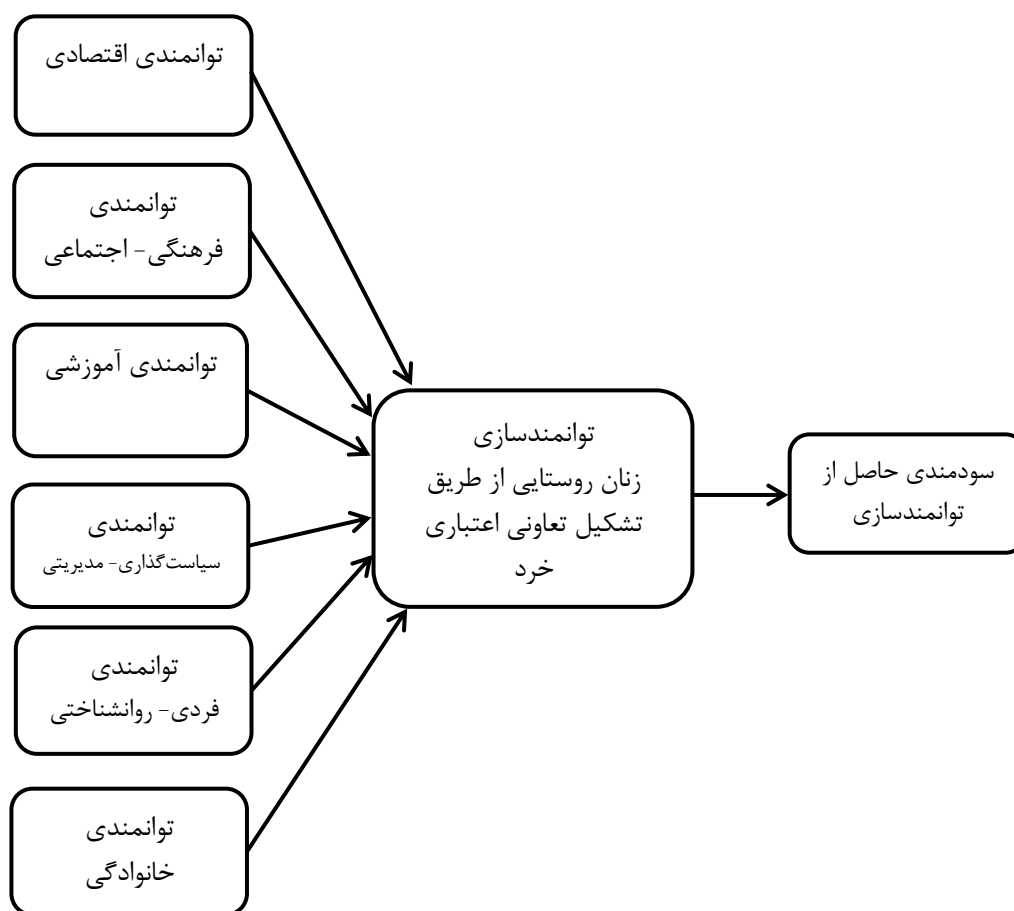 توانمندی اقتصادی
توانمندی
فرهنگی- اجتماعی
توانمندی آموزشی
توانمندی
سیاست‌گذاری- مدیریتی
توانمندی
فردی- روانشناختی
توانمندی
خانوادگی
توانمندسازی
زنان روستایی از طریق
تشکیل تعاونی اعتباری
خرد
سودمندی حاصل از
توانمندسازی